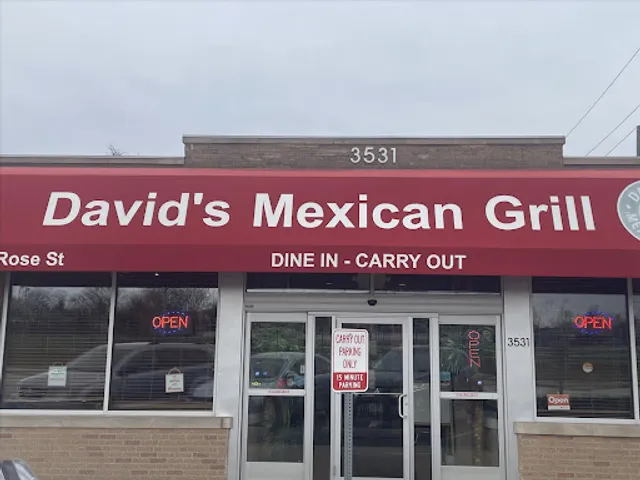 3531
David's Mexican Grill
Rose St
DINE IN - CARRY OUT
OPEN
OPEN
OPEN
3531
CARRY OUT
PARKING
ONLY
15 MINUTE
PARKING
Open